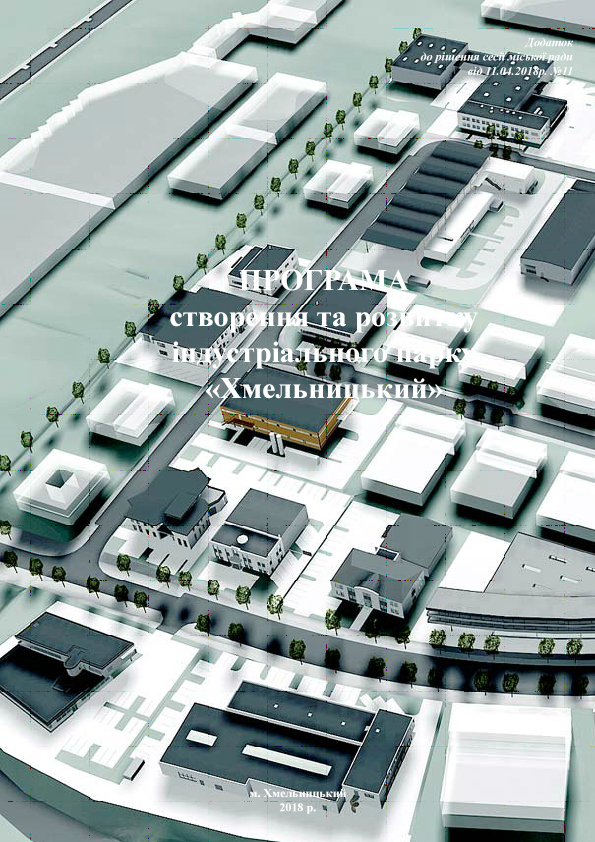 Додаток
до рішення сесії міської ради
від 11.04.2018р. №11
ПРОГРАМА
створення та розвитку
індустріального парку
«Хмельницький»
м. Хмельницький
2018 р.